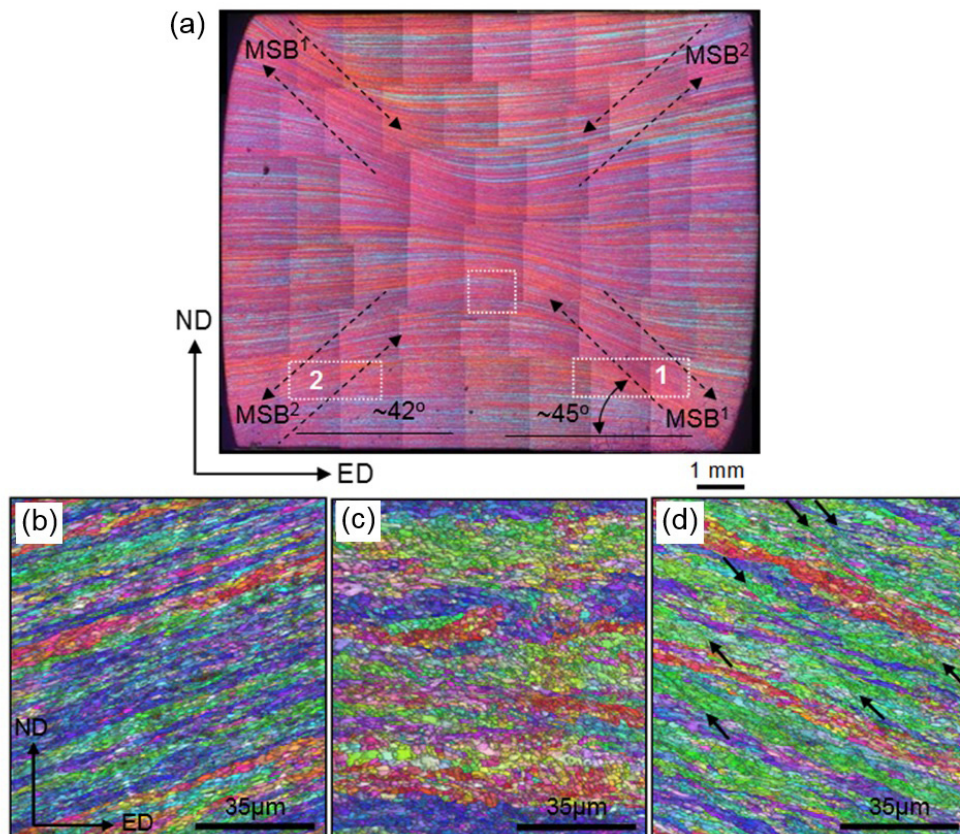 (a)
MSB1
MSB2
ND
2
1
MSB2
~42°
~45°
MSB1
ED
1 mm
(b)
(c)
(d)
ND
ED
35μm
35μm
35μm